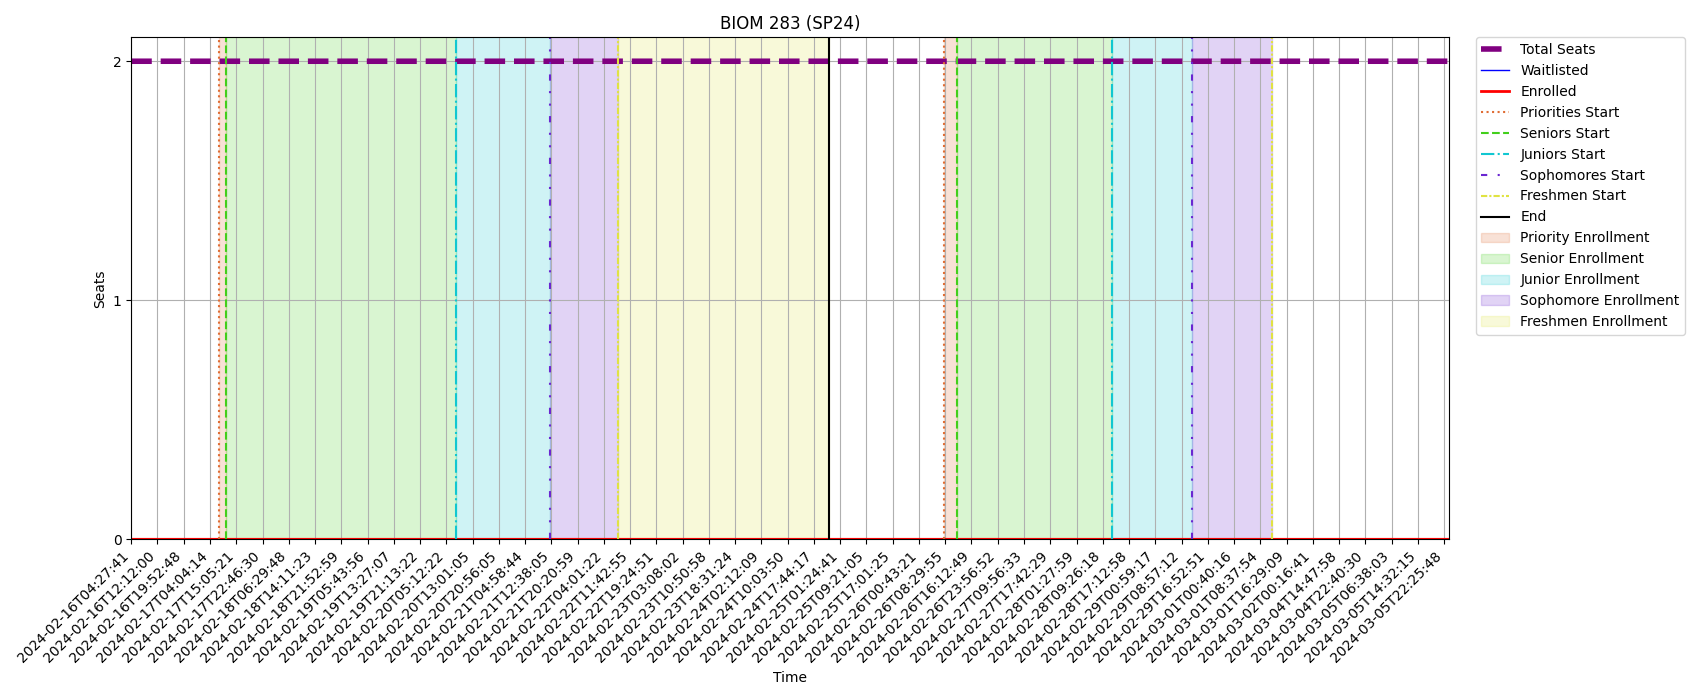 BIOM 283 (SP24)
Seats
2
1
0
2024-02-16T04:27:41
2024-02-16T12:12:00
2024-02-16T19:52:48
2024-02-17T04:04:14
2024-02-17T15:05:21
2024-02-17T22:46:30
2024-02-18T06:29:48
2024-02-18T14:11:23
2024-02-18T21:52:59
2024-02-19T05:43:56
2024-02-19T13:27:07
2024-02-19T21:13:22
2024-02-20T05:12:22
2024-02-20T13:01:05
2024-02-20T20:56:05
2024-02-21T04:58:44
2024-02-21T12:38:05
2024-02-21T20:20:59
2024-02-22T04:01:22
2024-02-22T11:42:55
2024-02-22T19:24:51
2024-02-23T03:08:02
2024-02-23T10:50:58
2024-02-23T18:31:24
2024-02-24T02:12:09
2024-02-24T10:03:50
2024-02-24T17:44:17
2024-02-25T01:24:41
2024-02-25T09:21:05
2024-02-25T17:01:25
2024-02-26T00:43:21
2024-02-26T08:29:55
2024-02-26T16:12:49
2024-02-26T23:56:52
2024-02-27T09:56:33
2024-02-27T17:42:29
2024-02-28T01:27:59
2024-02-28T09:26:18
2024-02-28T17:12:58
2024-02-29T00:59:17
2024-02-29T08:57:12
2024-02-29T16:52:51
2024-03-01T00:40:16
2024-03-01T08:37:54
2024-03-01T16:29:09
2024-03-02T00:16:41
2024-03-04T14:47:58
2024-03-04T22:40:30
2024-03-05T06:38:03
2024-03-05T14:32:15
2024-03-05T22:25:48
Time
Total Seats
Waitlisted
Enrolled
Priorities Start
Seniors Start
Juniors Start
Sophomores Start
Freshmen Start
End
Priority Enrollment
Senior Enrollment
Junior Enrollment
Sophomore Enrollment
Freshmen Enrollment